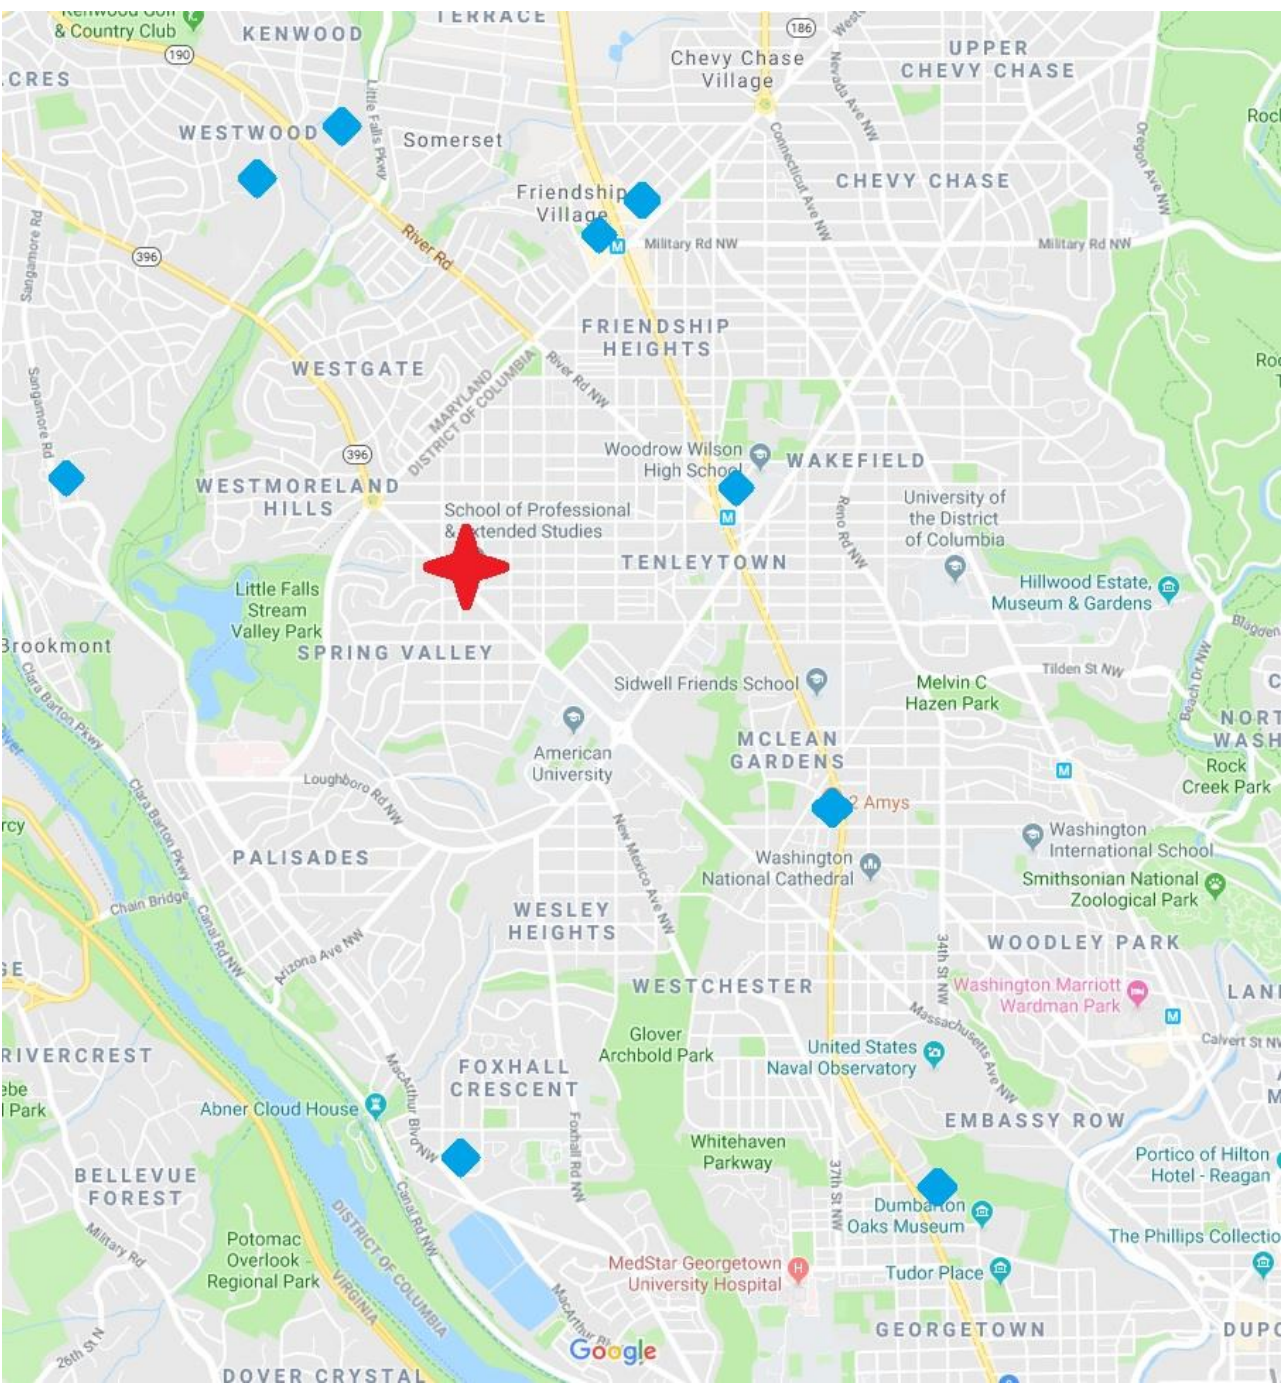 Kenwood Golf
& Country Club
KENWOOD
TERRACE
186
190
Chevy Chase
Village
UPPER
CHEVY CHASE
Nevada Ave NW
Little Falls Pkwy
WESTWOOD
Somerset
Oregon Ave NW
Connecticut Ave NW
CHEVY CHASE
Friendship
Village
M
Military Rd NW
Military Rd NW
Sangamore Rd
396
River Rd
FRIENDSHIP
HEIGHTS
WESTGATE
MARYLAND
DISTRICT OF COLUMBIA
River Rd NW
Sangamore Rd
396
Woodrow Wilson
High School
WAKEFIELD
WESTMORELAND
HILLS
School of Professional
& Extended Studies
M
Reno Rd NW
University of
the District
of Columbia
TENLEYTOWN
Little Falls
Stream
Valley Park
Hillwood Estate,
Museum & Gardens
Brookmont
SPRING VALLEY
Sidwell Friends School
Melvin C
Hazen Park
Tilden St NW
Beach Dr NW
Clara Barton Pkwy
American
University
MCLEAN
GARDENS
M
Rock
Creek Park
Loughboro Rd NW
Clara Barton Pkwy
2 Amys
New Mexico Ave NW
Washington
International School
PALISADES
Washington
National Cathedral
Smithsonian National
Zoological Park
Chain Bridge
Canal Rd NW
WESLEY
HEIGHTS
Arizona Ave NW
34th St NW
WOODLEY PARK
WESTCHESTER
Washington Marriott
Wardman Park
M
Massachusetts Ave NW
Calvert St NW
Glover
Archbold Park
United States
Naval Observatory
RIVERCREST
FOXHALL
CRESCENT
MacArthur Blvd NW
Abner Cloud House
Foxhall Rd NW
EMBASSY ROW
Whitehaven
Parkway
Portico of Hilton
Hotel - Reagan
BELLEVUE
FOREST
37th St NW
Dumbarton
Oaks Museum
Canal Rd NW
Military Rd
DISTRICT OF COLUMBIA
VIRGINIA
Potomac
Overlook
Regional Park
The Phillips Collectio
MedStar Georgetown
University Hospital
H
Tudor Place
MacArthur Bl
GEORGETOWN
DUPO
Google
26th St N
DOVER CRYSTAL